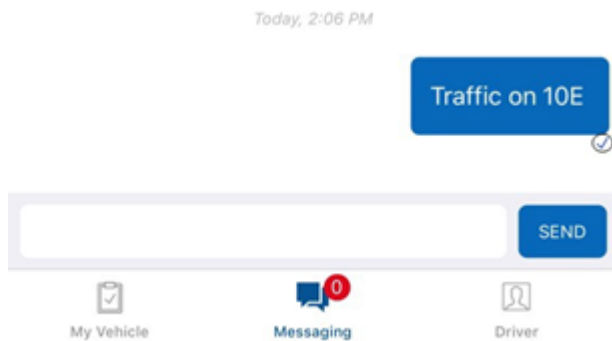 Today, 2:06 PM
Traffic on 10E
SEND
0
My Vehicle
Messaging
Driver